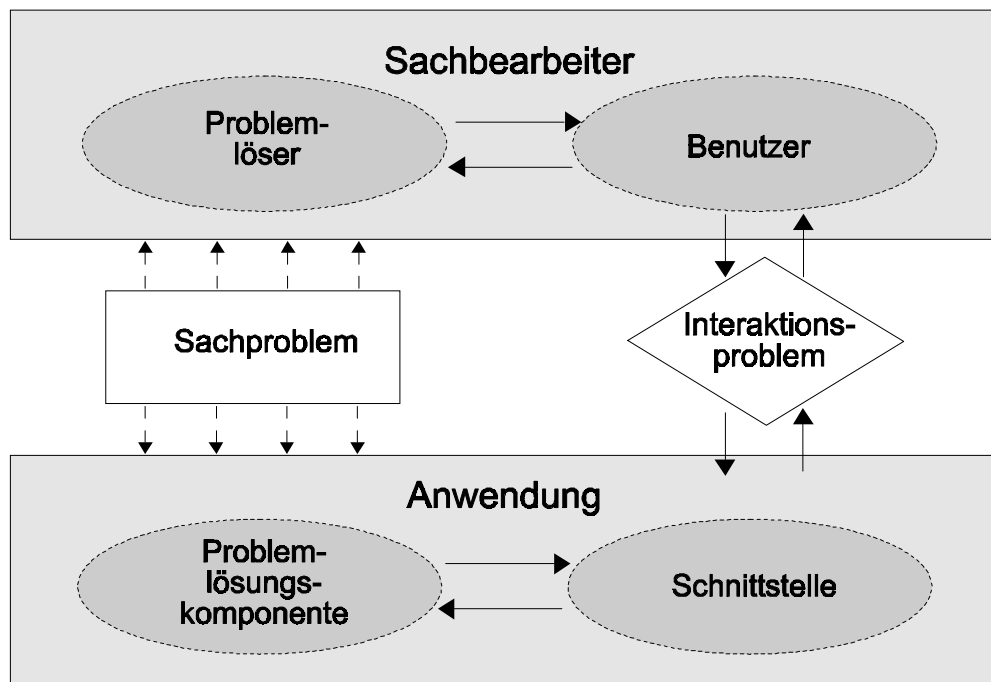 Sachbearbeiter
Problem-
löser
Benutzer
Sachproblem
Interaktions-
problem
Anwendung
Problem-
lösungs-
komponente
Schnittstelle